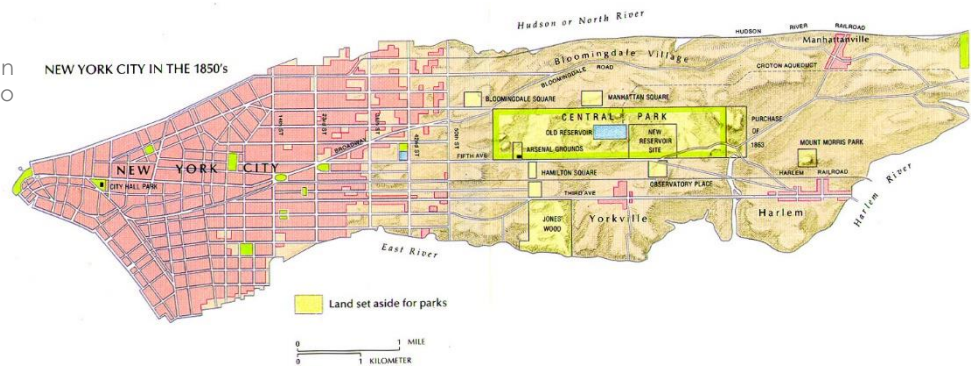 n
o
NEW YORK CITY IN THE 1850's
Hudson or North River
HUDSON RIVER RAILROAD
Manhattanville
Bloomingdale Village
CROTON AQUEDUCT
BLOOMINGDALE ROAD
BLOOMINGDALE SQUARE
MANHATTAN SQUARE
CENTRAL PARK
OLD RESERVOIR
NEW RESERVOIR SITE
PURCHASE OF 1863
14TH ST
23RD ST
42ND ST
50TH ST
BROADWAY
FIFTH AVE
ARSENAL GROUNDS
MOUNT MORRIS PARK
NEW YORK CITY
CITY HALL PARK
HAMILTON SQUARE
OBSERVATORY PLACE
HARLEM RAILROAD
THIRD AVE
JONES' WOOD
Yorkville
Harlem
Harlem River
East River
Land set aside for parks
0 1 MILE
0 1 KILOMETER